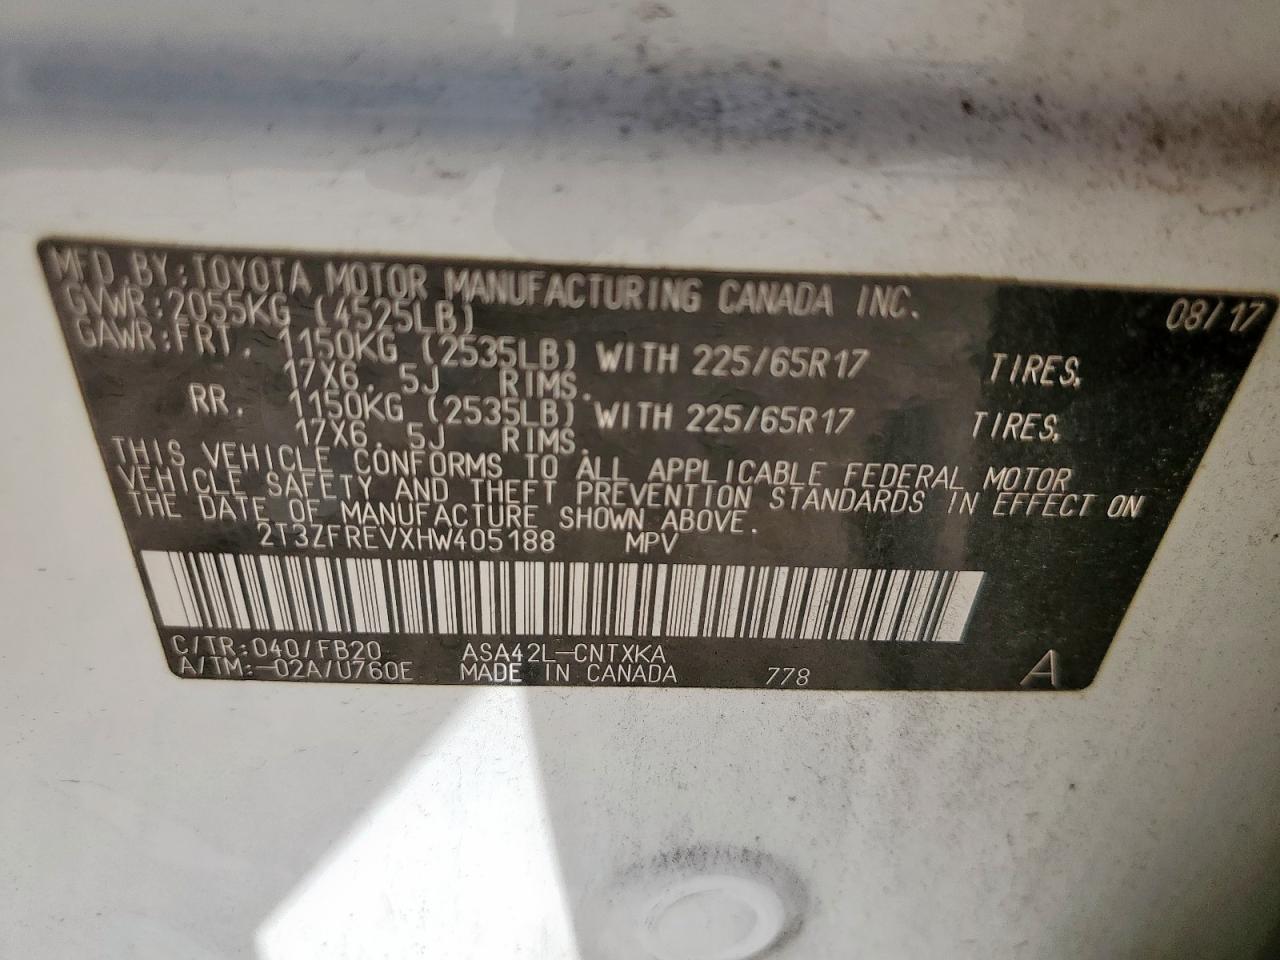 MFD BY: TOYOTA MOTOR MANUFACTURING CANADA INC. 08/17
GVWR: 2055KG (4525LB)
GAWR: FRT. 1150KG (2535LB) WITH 225/65R17 TIRES,
17X6.5J RIMS.
RR. 1150KG (2535LB) WITH 225/65R17 TIRES,
17X6.5J RIMS.
THIS VEHICLE CONFORMS TO ALL APPLICABLE FEDERAL MOTOR
VEHICLE SAFETY AND THEFT PREVENTION STANDARDS IN EFFECT ON
THE DATE OF MANUFACTURE SHOWN ABOVE.
2T3ZFREVXHW405188 MPV
C/TR: 040/FB20 ASA42L-CNTXKA
A/TM: -02A/U760E MADE IN CANADA 778 A